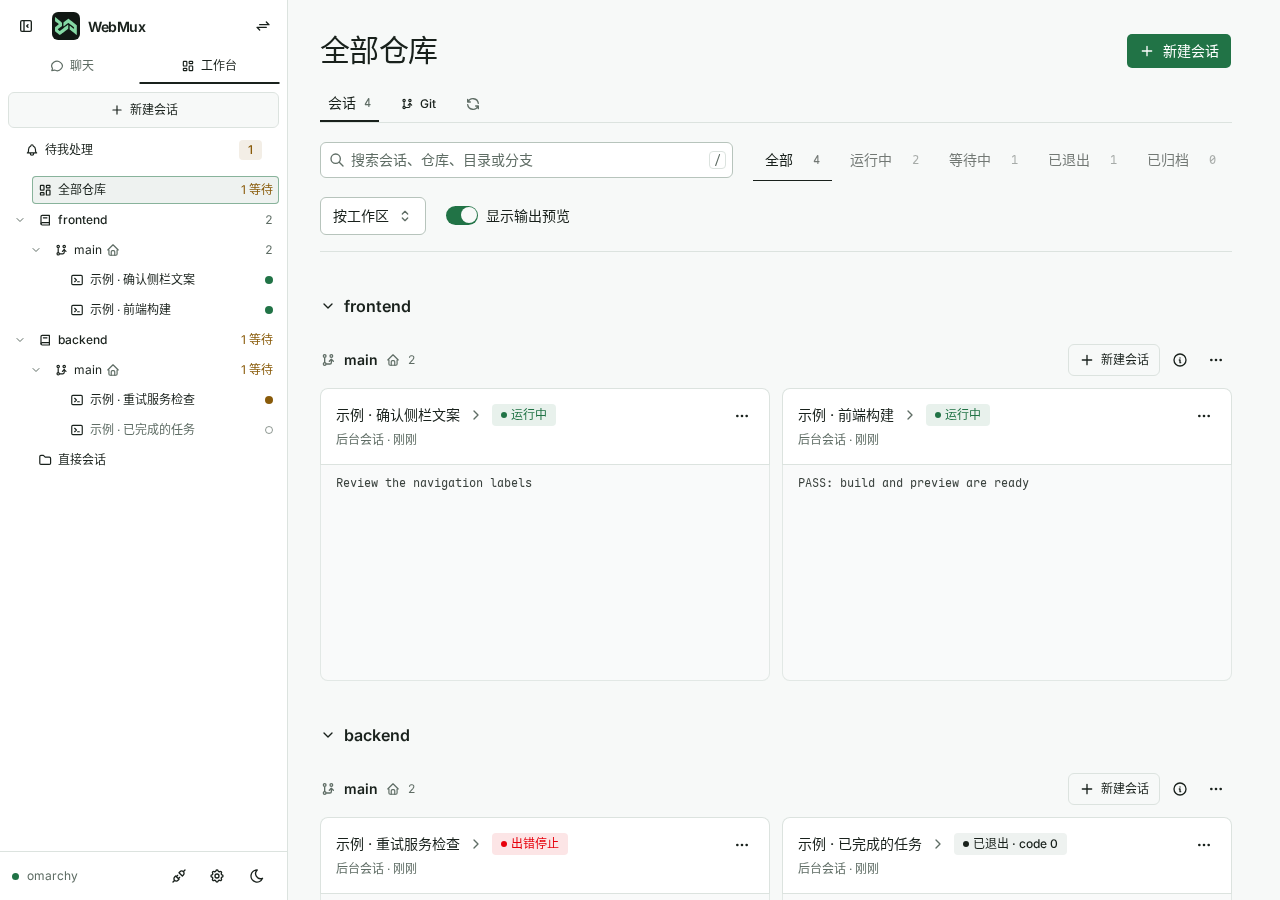 WebMux
聊天
工作台
新建会话
待我处理 1
全部仓库 1 等待
frontend 2
main 2
示例 · 确认侧栏文案
示例 · 前端构建
backend 1 等待
main 1 等待
示例 · 重试服务检查
示例 · 已完成的任务
直接会话
omarchy
全部仓库
新建会话
会话 4 Git
搜索会话、仓库、目录或分支 /
全部 4 运行中 2 等待中 1 已退出 1 已归档 0
按工作区 显示输出预览
frontend
main 2 新建会话
示例 · 确认侧栏文案 运行中
后台会话 · 刚刚
Review the navigation labels
示例 · 前端构建 运行中
后台会话 · 刚刚
PASS: build and preview are ready
backend
main 2 新建会话
示例 · 重试服务检查 出错停止
后台会话 · 刚刚
示例 · 已完成的任务 已退出 · code 0
后台会话 · 刚刚